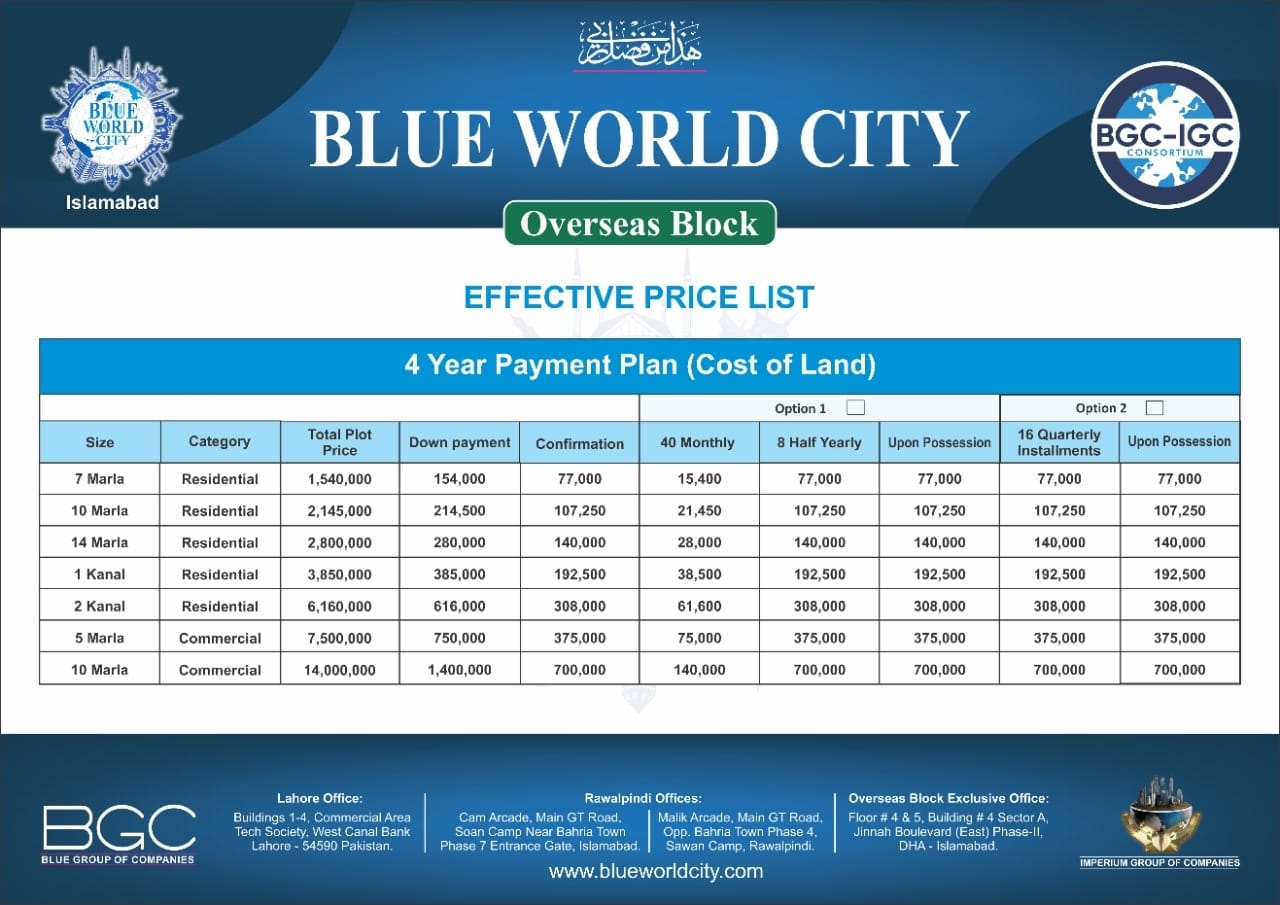 هذا من فضل ربي
BLUE WORLD CITY
BLUE
WORLD
CITY
Islamabad
BGC-IGC
CONSORTIUM
Overseas Block
EFFECTIVE PRICE LIST
4 Year Payment Plan (Cost of Land)
Option 1 Option 2
Size Category Total Plot Price Down payment Confirmation 40 Monthly 8 Half Yearly Upon Possession 16 Quarterly Installments Upon Possession
7 Marla Residential 1,540,000 154,000 77,000 15,400 77,000 77,000 77,000 77,000
10 Marla Residential 2,145,000 214,500 107,250 21,450 107,250 107,250 107,250 107,250
14 Marla Residential 2,800,000 280,000 140,000 28,000 140,000 140,000 140,000 140,000
1 Kanal Residential 3,850,000 385,000 192,500 38,500 192,500 192,500 192,500 192,500
2 Kanal Residential 6,160,000 616,000 308,000 61,600 308,000 308,000 308,000 308,000
5 Marla Commercial 7,500,000 750,000 375,000 75,000 375,000 375,000 375,000 375,000
10 Marla Commercial 14,000,000 1,400,000 700,000 140,000 700,000 700,000 700,000 700,000
BGC
BLUE GROUP OF COMPANIES
Lahore Office:
Buildings 1-4, Commercial Area
Tech Society, West Canal Bank
Lahore - 54590 Pakistan.
Rawalpindi Offices:
Cam Arcade, Main GT Road,
Soan Camp Near Bahria Town
Phase 7 Entrance Gate, Islamabad.
Malik Arcade, Main GT Road,
Opp. Bahria Town Phase 4,
Sawan Camp, Rawalpindi.
Overseas Block Exclusive Office:
Floor # 4 & 5, Building # 4 Sector A,
Jinnah Boulevard (East) Phase-II,
DHA - Islamabad.
www.blueworldcity.com
IMPERIUM GROUP OF COMPANIES